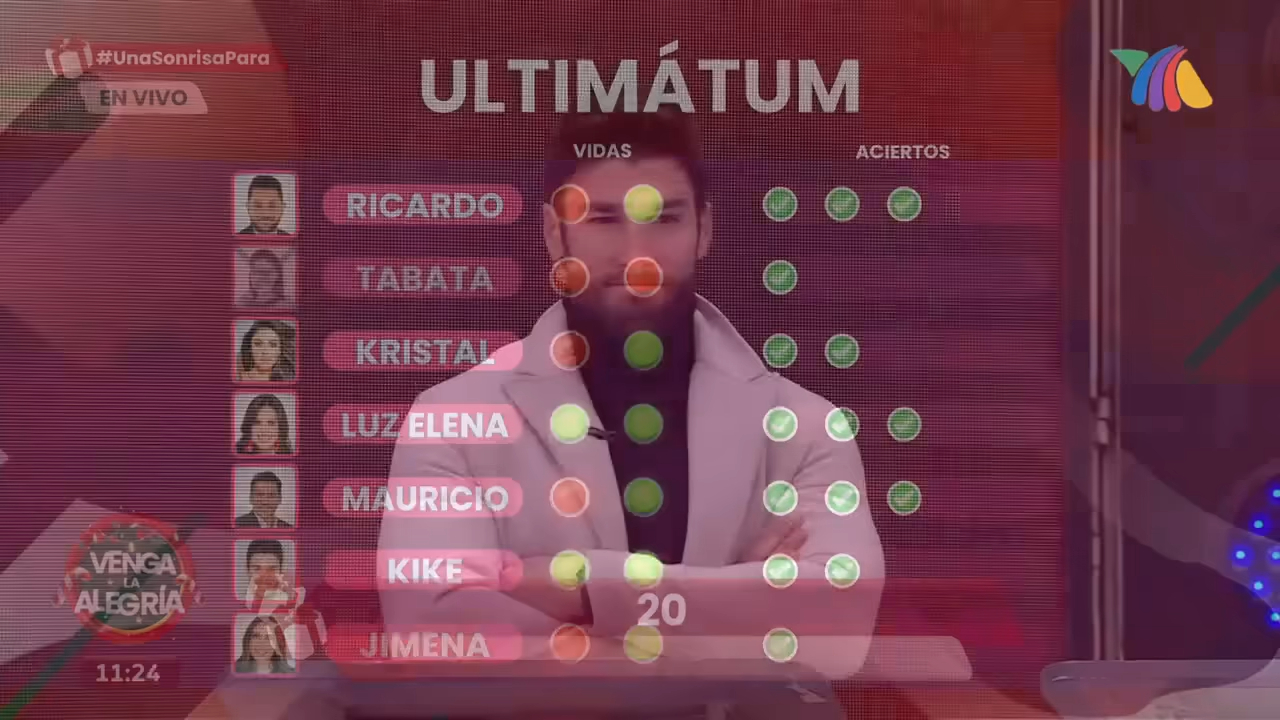 #UnaSonrisaPara
EN VIVO
ULTIMÁTUM
VIDAS
ACIERTOS
RICARDO
TABATA
KRISTAL
LUZ ELENA
MAURICIO
KIKE
20
JIMENA
VENGA
LA
ALEGRÍA
11:24